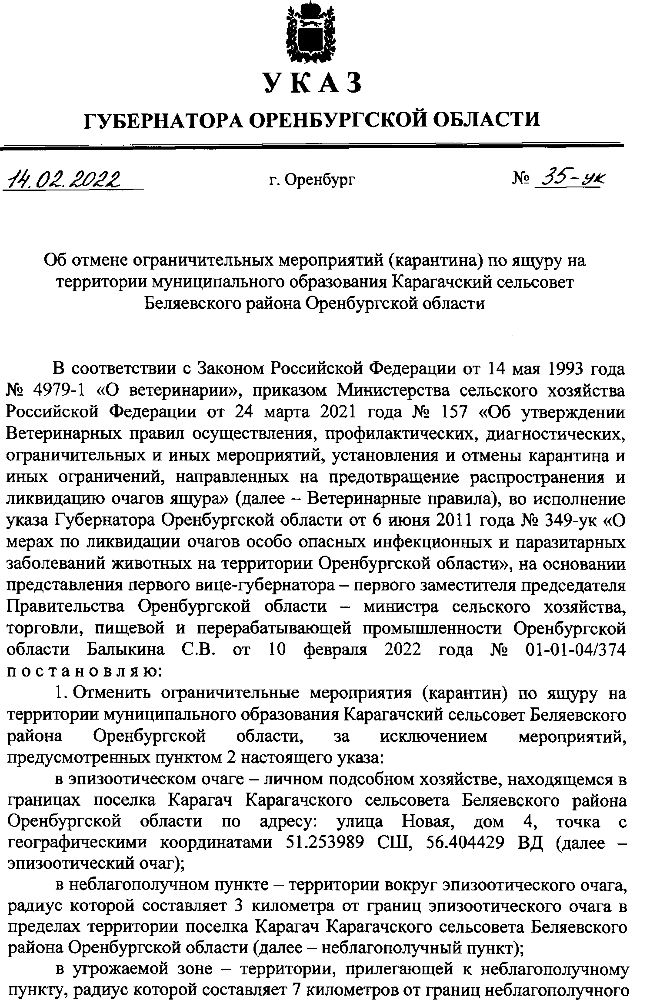 УКАЗ
ГУБЕРНАТОРА ОРЕНБУРГСКОЙ ОБЛАСТИ
14.02.2022 г. Оренбург № 35-ук
Об отмене ограничительных мероприятий (карантина) по ящуру на
территории муниципального образования Карагачский сельсовет
Беляевского района Оренбургской области
В соответствии с Законом Российской Федерации от 14 мая 1993 года
№ 4979-1 «О ветеринарии», приказом Министерства сельского хозяйства
Российской Федерации от 24 марта 2021 года № 157 «Об утверждении
Ветеринарных правил осуществления, профилактических, диагностических,
ограничительных и иных мероприятий, установления и отмены карантина и
иных ограничений, направленных на предотвращение распространения и
ликвидацию очагов ящура» (далее – Ветеринарные правила), во исполнение
указа Губернатора Оренбургской области от 6 июня 2011 года № 349-ук «О
мерах по ликвидации очагов особо опасных инфекционных и паразитарных
заболеваний животных на территории Оренбургской области», на основании
представления первого вице-губернатора – первого заместителя председателя
Правительства Оренбургской области – министра сельского хозяйства,
торговли, пищевой и перерабатывающей промышленности Оренбургской
области Балыкина С.В. от 10 февраля 2022 года № 01-01-04/374
п о с т а н о в л я ю:
1. Отменить ограничительные мероприятия (карантин) по ящуру на
территории муниципального образования Карагачский сельсовет Беляевского
района Оренбургской области, за исключением мероприятий,
предусмотренных пунктом 2 настоящего указа:
в эпизоотическом очаге – личном подсобном хозяйстве, находящемся в
границах поселка Карагач Карагачского сельсовета Беляевского района
Оренбургской области по адресу: улица Новая, дом 4, точка с
географическими координатами 51.253989 СШ, 56.404429 ВД (далее –
эпизоотический очаг);
в неблагополучном пункте – территории вокруг эпизоотического очага,
радиус которой составляет 3 километра от границ эпизоотического очага в
пределах территории поселка Карагач Карагачского сельсовета Беляевского
района Оренбургской области (далее – неблагополучный пункт);
в угрожаемой зоне – территории, прилегающей к неблагополучному
пункту, радиус которой составляет 7 километров от границ неблагополучного